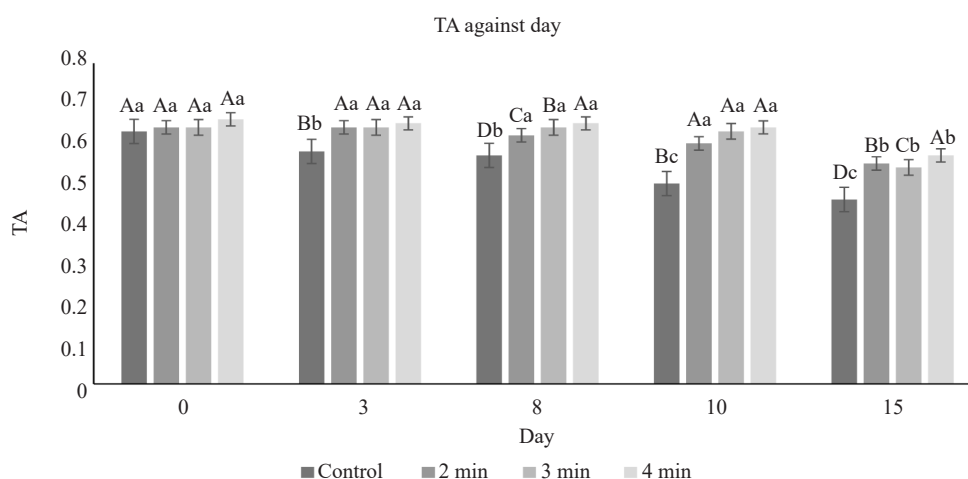 TA against day
0.8
0.7
0.6
0.5
0.4
0.3
0.2
0.1
0
TA
Aa Aa Aa Aa
Bb Aa Aa Aa
Db Ca Ba Aa
Bc Aa Aa Aa
Dc Bb Cb Ab
0 3 8 10 15
Day
Control 2 min 3 min 4 min